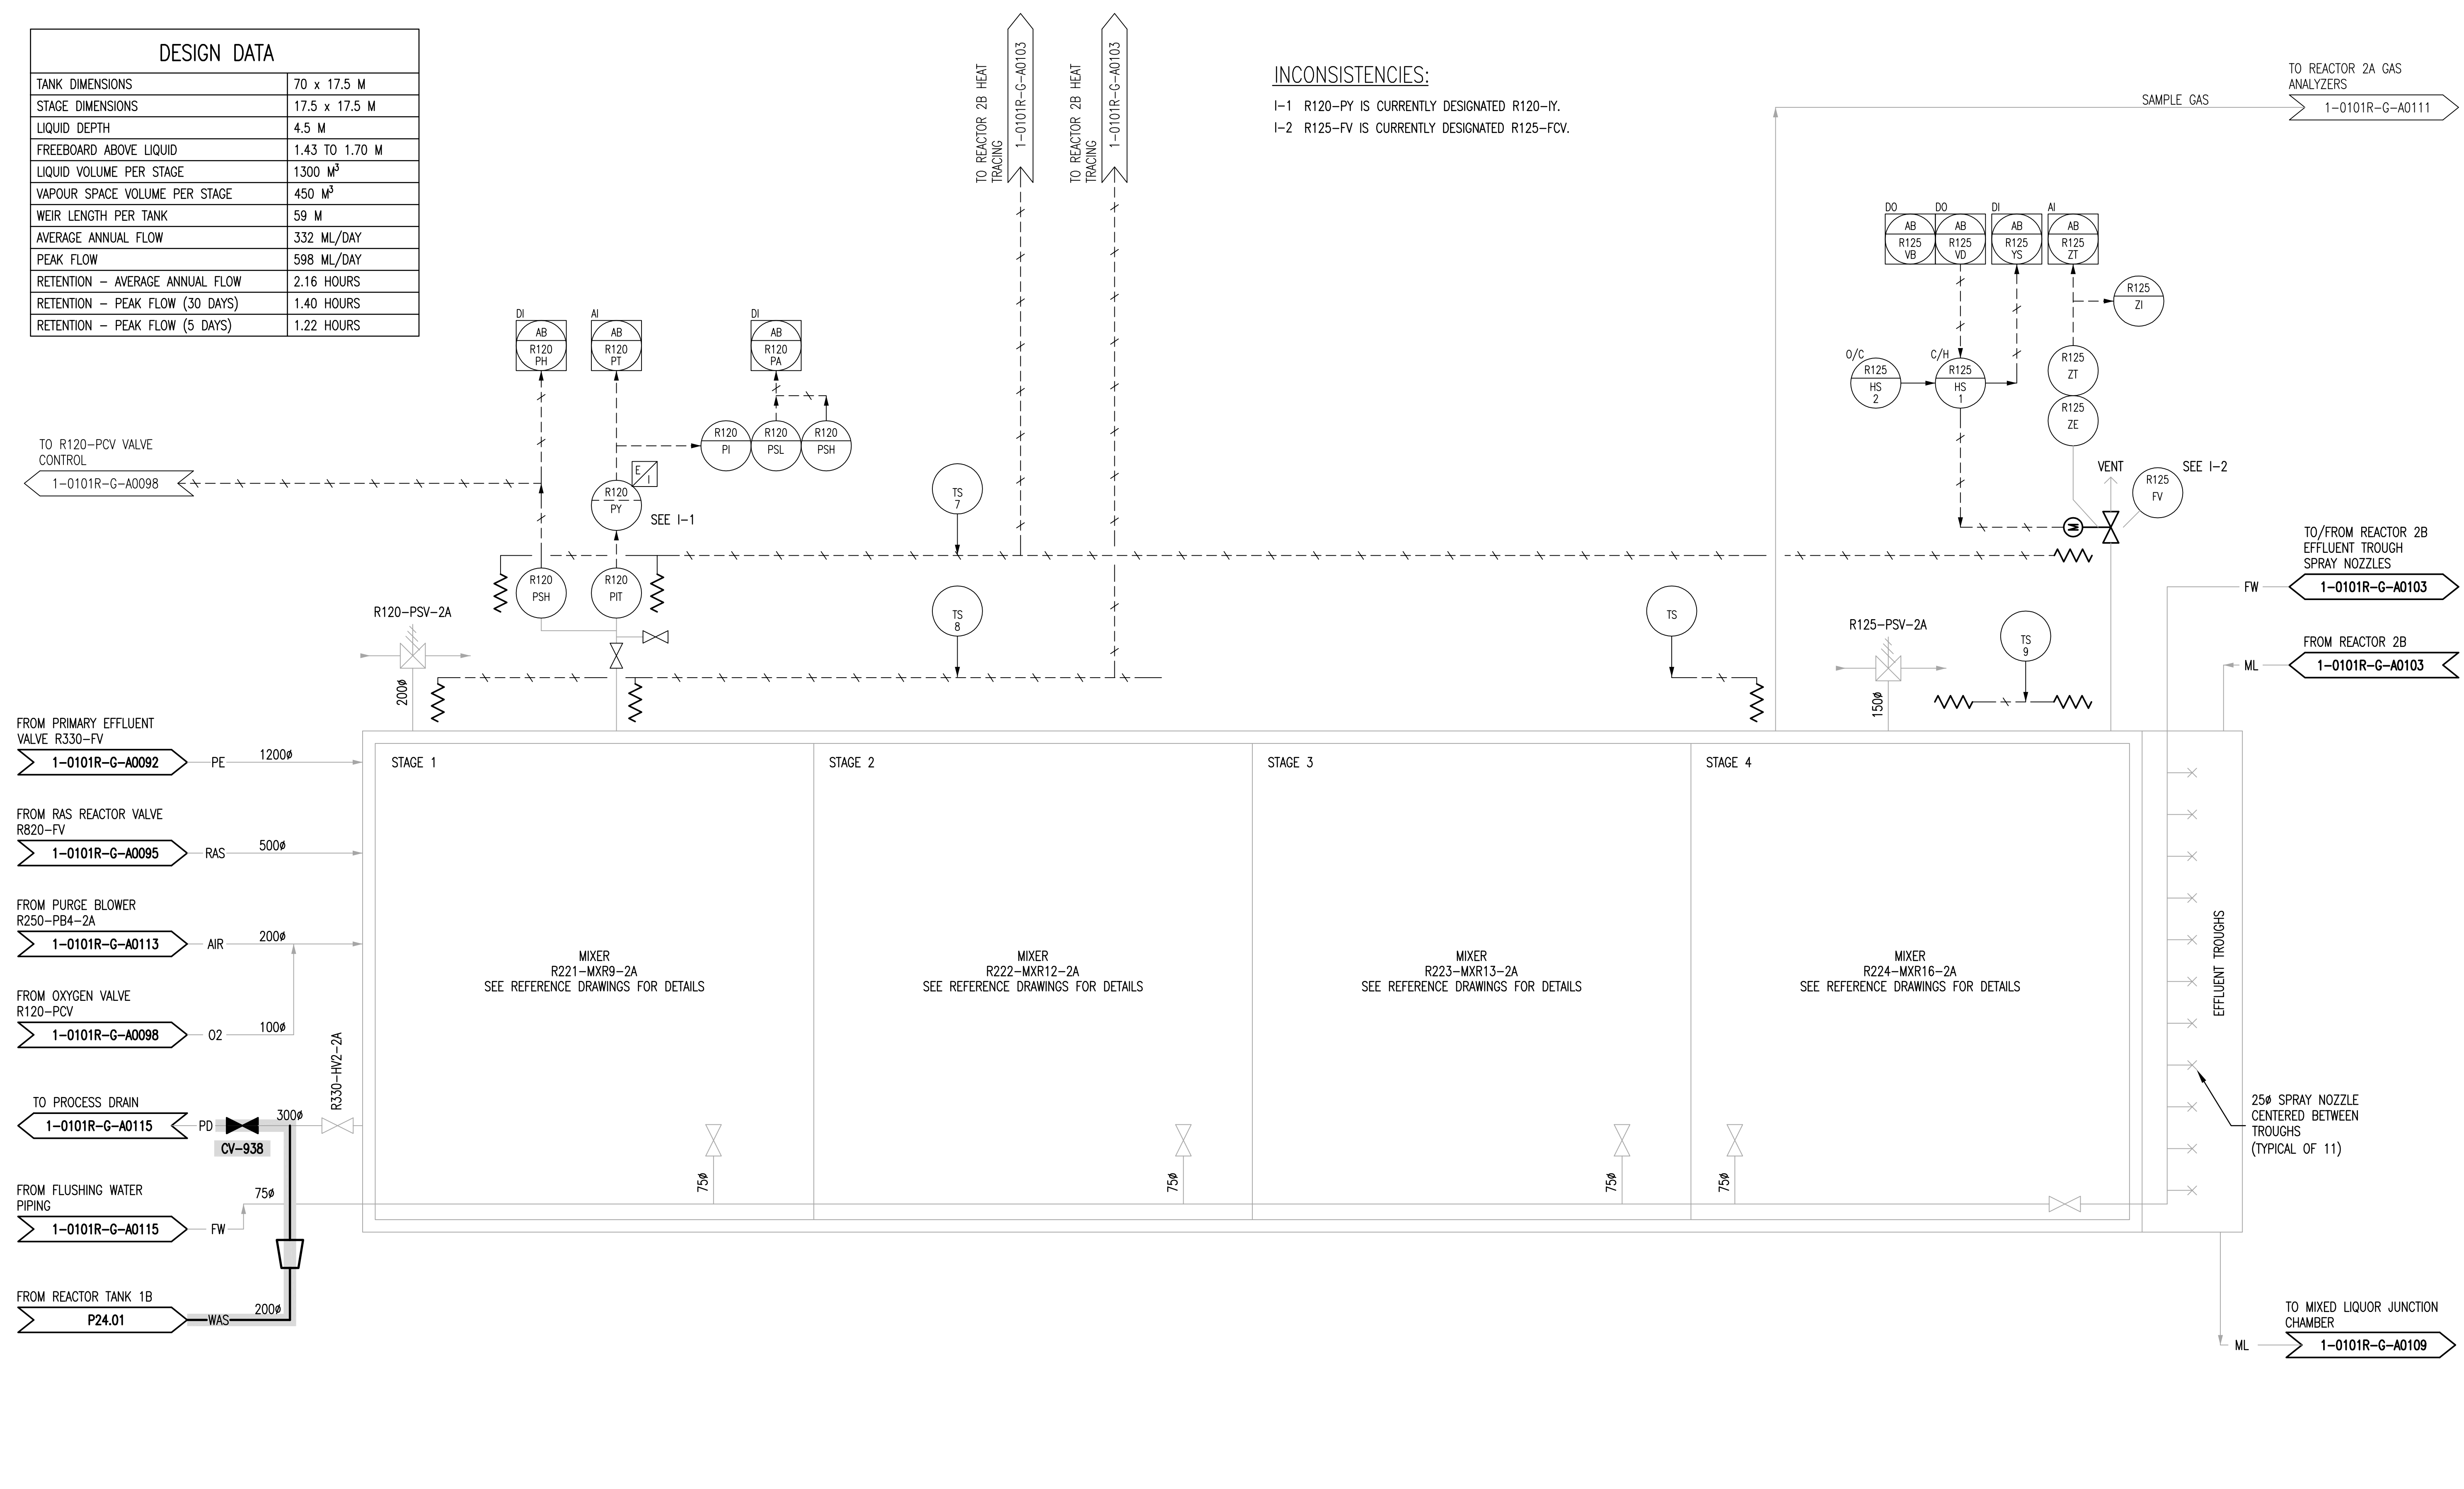 DESIGN DATA
TANK DIMENSIONS 70 x 17.5 M
STAGE DIMENSIONS 17.5 x 17.5 M
LIQUID DEPTH 4.5 M
FREEBOARD ABOVE LIQUID 1.43 TO 1.70 M
LIQUID VOLUME PER STAGE 1300 M³
VAPOUR SPACE VOLUME PER STAGE 450 M³
WEIR LENGTH PER TANK 59 M
AVERAGE ANNUAL FLOW 332 ML/DAY
PEAK FLOW 598 ML/DAY
RETENTION – AVERAGE ANNUAL FLOW 2.16 HOURS
RETENTION – PEAK FLOW (30 DAYS) 1.40 HOURS
RETENTION – PEAK FLOW (5 DAYS) 1.22 HOURS
TO REACTOR 2B HEAT
TRACING
1-0101R-G-A0103
TO REACTOR 2B HEAT
TRACING
1-0101R-G-A0103
INCONSISTENCIES:
I-1 R120-PY IS CURRENTLY DESIGNATED R120-IY.
I-2 R125-FV IS CURRENTLY DESIGNATED R125-FCV.
TO REACTOR 2A GAS
ANALYZERS
SAMPLE GAS
1-0101R-G-A0111
DO
AB
R125
VB
DO
AB
R125
VD
DI
AB
R125
YS
AI
AB
R125
ZT
R125
ZI
O/C
R125
HS
2
C/H
R125
HS
1
R125
ZT
R125
ZE
VENT
R125
FV
SEE I-2
M
DI
AB
R120
PH
AI
AB
R120
PT
DI
AB
R120
PA
R120
PI
R120
PSL
R120
PSH
E
I
R120
PY
SEE I-1
TO R120-PCV VALVE
CONTROL
1-0101R-G-A0098
R120
PSH
R120
PIT
TS
7
TS
8
TS
TS
9
R120-PSV-2A
200ø
R125-PSV-2A
150ø
TO/FROM REACTOR 2B
EFFLUENT TROUGH
SPRAY NOZZLES
FW
1-0101R-G-A0103
FROM REACTOR 2B
ML
1-0101R-G-A0103
FROM PRIMARY EFFLUENT
VALVE R330-FV
1-0101R-G-A0092
PE
1200ø
FROM RAS REACTOR VALVE
R820-FV
1-0101R-G-A0095
RAS
500ø
FROM PURGE BLOWER
R250-PB4-2A
1-0101R-G-A0113
AIR
200ø
FROM OXYGEN VALVE
R120-PCV
1-0101R-G-A0098
O2
100ø
TO PROCESS DRAIN
1-0101R-G-A0115
PD
CV-938
300ø
R330-HV2-2A
FROM FLUSHING WATER
PIPING
1-0101R-G-A0115
FW
75ø
FROM REACTOR TANK 1B
P24.01
WAS
200ø
STAGE 1
MIXER
R221-MXR9-2A
SEE REFERENCE DRAWINGS FOR DETAILS
75ø
STAGE 2
MIXER
R222-MXR12-2A
SEE REFERENCE DRAWINGS FOR DETAILS
75ø
STAGE 3
MIXER
R223-MXR13-2A
SEE REFERENCE DRAWINGS FOR DETAILS
75ø
STAGE 4
MIXER
R224-MXR16-2A
SEE REFERENCE DRAWINGS FOR DETAILS
75ø
EFFLUENT TROUGHS
25ø SPRAY NOZZLE
CENTERED BETWEEN
TROUGHS
(TYPICAL OF 11)
TO MIXED LIQUOR JUNCTION
CHAMBER
ML
1-0101R-G-A0109